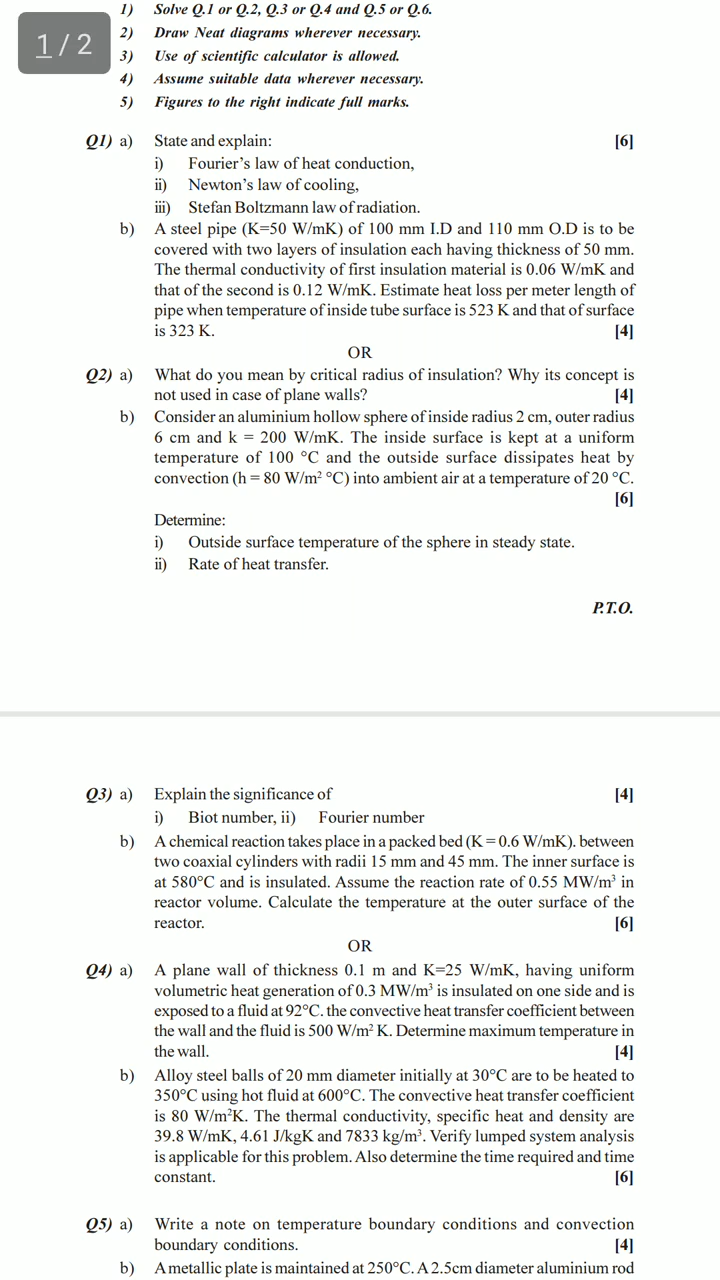 1 / 2
1) Solve Q.1 or Q.2, Q.3 or Q.4 and Q.5 or Q.6.
2) Draw Neat diagrams wherever necessary.
3) Use of scientific calculator is allowed.
4) Assume suitable data wherever necessary.
5) Figures to the right indicate full marks.
Q1) a) State and explain: [6]
i) Fourier's law of heat conduction,
ii) Newton's law of cooling,
iii) Stefan Boltzmann law of radiation.
b) A steel pipe (K=50 W/mK) of 100 mm I.D and 110 mm O.D is to be
covered with two layers of insulation each having thickness of 50 mm.
The thermal conductivity of first insulation material is 0.06 W/mK and
that of the second is 0.12 W/mK. Estimate heat loss per meter length of
pipe when temperature of inside tube surface is 523 K and that of surface
is 323 K. [4]
OR
Q2) a) What do you mean by critical radius of insulation? Why its concept is
not used in case of plane walls? [4]
b) Consider an aluminium hollow sphere of inside radius 2 cm, outer radius
6 cm and k = 200 W/mK. The inside surface is kept at a uniform
temperature of 100 °C and the outside surface dissipates heat by
convection (h = 80 W/m² °C) into ambient air at a temperature of 20 °C.
[6]
Determine:
i) Outside surface temperature of the sphere in steady state.
ii) Rate of heat transfer.
P.T.O.
Q3) a) Explain the significance of [4]
i) Biot number, ii) Fourier number
b) A chemical reaction takes place in a packed bed (K = 0.6 W/mK). between
two coaxial cylinders with radii 15 mm and 45 mm. The inner surface is
at 580°C and is insulated. Assume the reaction rate of 0.55 MW/m³ in
reactor volume. Calculate the temperature at the outer surface of the
reactor. [6]
OR
Q4) a) A plane wall of thickness 0.1 m and K=25 W/mK, having uniform
volumetric heat generation of 0.3 MW/m³ is insulated on one side and is
exposed to a fluid at 92°C. the convective heat transfer coefficient between
the wall and the fluid is 500 W/m² K. Determine maximum temperature in
the wall. [4]
b) Alloy steel balls of 20 mm diameter initially at 30°C are to be heated to
350°C using hot fluid at 600°C. The convective heat transfer coefficient
is 80 W/m²K. The thermal conductivity, specific heat and density are
39.8 W/mK, 4.61 J/kgK and 7833 kg/m³. Verify lumped system analysis
is applicable for this problem. Also determine the time required and time
constant. [6]
Q5) a) Write a note on temperature boundary conditions and convection
boundary conditions. [4]
b) A metallic plate is maintained at 250°C. A 2.5cm diameter aluminium rod